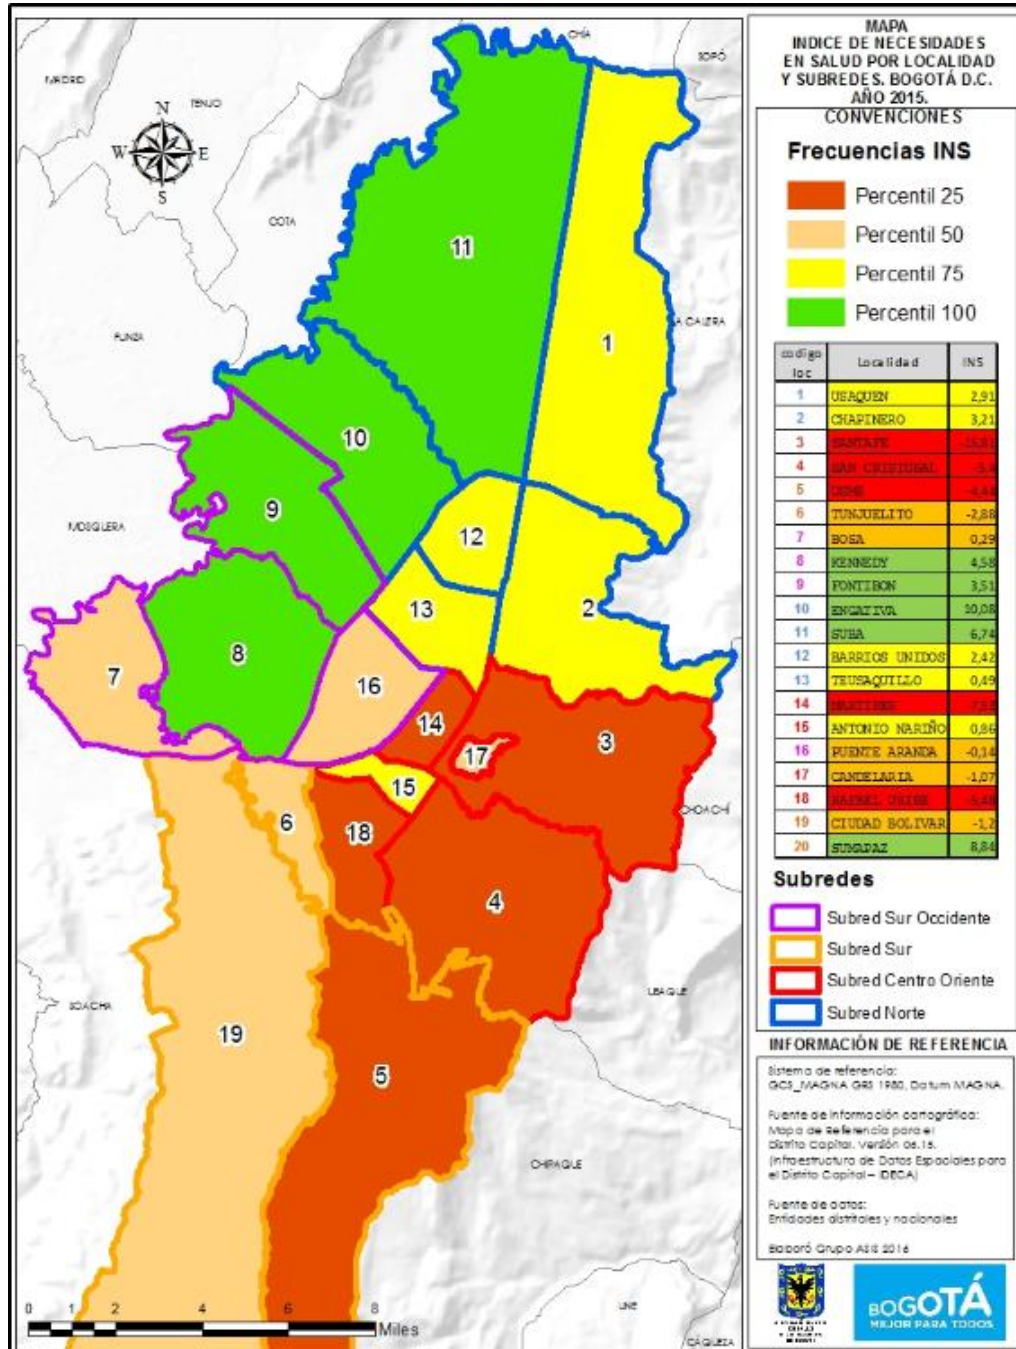 MAPA
INDICE DE NECESIDADES
EN SALUD POR LOCALIDAD
Y SUBREDES. BOGOTÁ D.C.
AÑO 2015.
CONVENCIONES
Frecuencias INS
Percentil 25
Percentil 50
Percentil 75
Percentil 100
codigo loc Localidad INS
1 USAQUEN 2,91
2 CHAPINERO 3,21
3 SANTAFE
4 SAN CRISTOBAL
5 USME
6 TUNJUELITO -2,88
7 BOSA 0,29
8 KENNEDY 4,58
9 FONTIBON 3,51
10 ENGATIVA 10,08
11 SUBA 6,74
12 BARRIOS UNIDOS 2,42
13 TEUSAQUILLO 0,49
14
15 ANTONIO NARIÑO 0,86
16 PUENTE ARANDA -0,14
17 CANDELARIA -1,07
18 RAFAEL URIBE
19 CIUDAD BOLIVAR -1,2
20 SUMAPAZ 8,84
Subredes
Subred Sur Occidente
Subred Sur
Subred Centro Oriente
Subred Norte
INFORMACIÓN DE REFERENCIA
Sistema de referencia:
GCS_MAGNA GRS 1980, Datum MAGNA.
Fuente de información cartográfica:
Mapa de Referencia para el
Distrito Capital. Versión 06.15.
(Infraestructura de Datos Espaciales para
el Distrito Capital – IDECA)
Fuente de datos:
Entidades distritales y nacionales
Elaboró Grupo ASIS 2016
BOGOTÁ
MEJOR PARA TODOS
CHÍA
SOPÓ
MADRID
TENJO
N
W E
S
COTA
11
FUNZA
LA CALERA
1
10
9
MOSQUERA
12
13
2
8
7
16
14
3
17
15
CHOACHÍ
6
18
4
SOACHA
UBAQUE
19
5
CHIPAQUE
UNE
CÁQUEZA
0 1 2 4 6 8
Miles